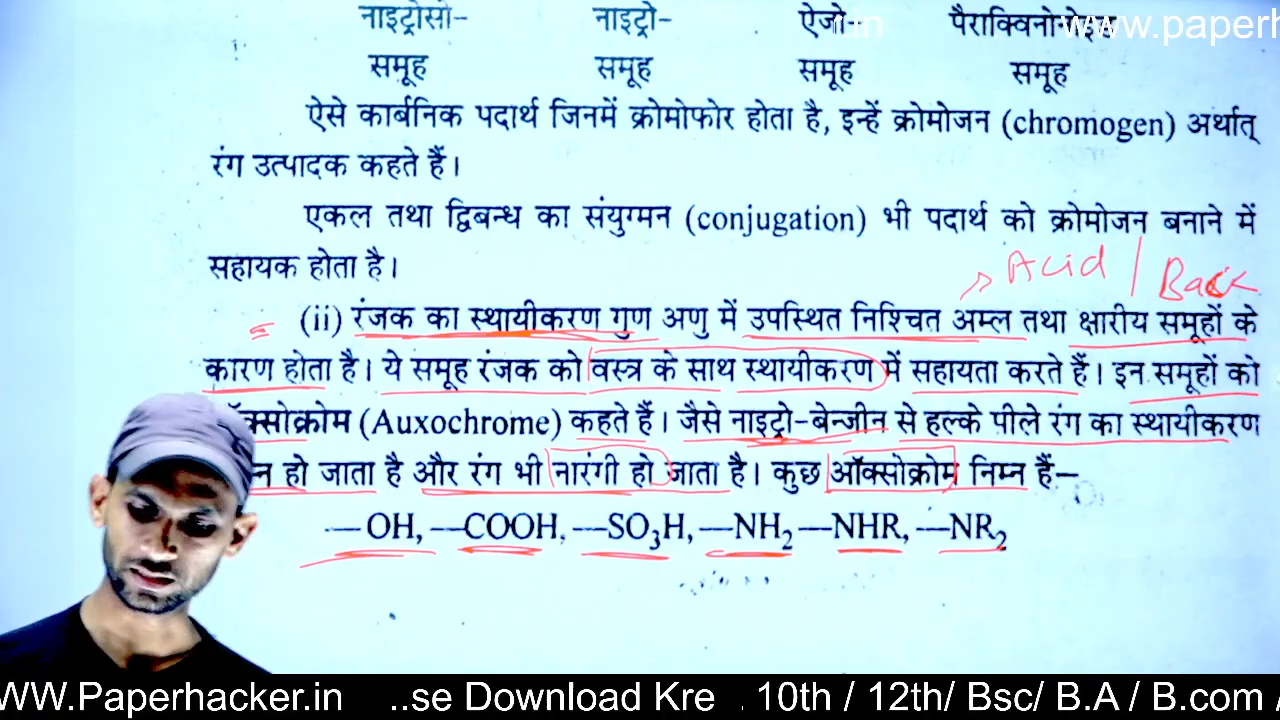 नाइट्रोसो- नाइट्रो- ऐजो- पैराक्विनोनोइड
www.paperh
समूह समूह समूह समूह
ऐसे कार्बनिक पदार्थ जिनमें क्रोमोफोर होता है, इन्हें क्रोमोजन (chromogen) अर्थात्
रंग उत्पादक कहते हैं।
एकल तथा द्विबन्ध का संयुग्मन (conjugation) भी पदार्थ को क्रोमोजन बनाने में
सहायक होता है।
Acid /
(ii) रंजक का स्थायीकरण गुण अणु में उपस्थित निश्चित अम्ल तथा क्षारीय समूहों के
कारण होता है। ये समूह रंजक को वस्त्र के साथ स्थायीकरण में सहायता करते हैं। इन समूहों को
क्सोक्रोम (Auxochrome) कहते हैं। जैसे नाइट्रो-बेन्जीन से हल्के पीले रंग का स्थायीकरण
न हो जाता है और रंग भी नारंगी हो जाता है। कुछ ऑक्सोक्रोम निम्न हैं—
—OH, —COOH, —SO₃H, —NH₂ —NHR, —NR₂
WW.Paperhacker.in ..se Download Kre . 10th / 12th/ Bsc/ B.A / B.com